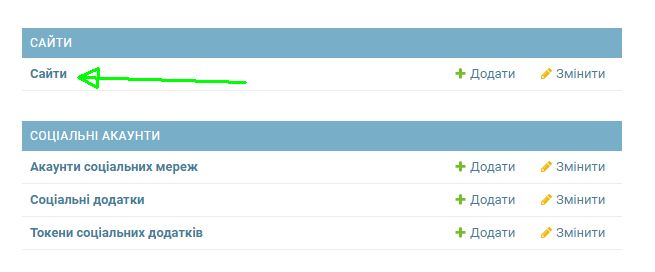 САЙТИ
Сайти Додати Змінити
СОЦІАЛЬНІ АКАУНТИ
Акаунти соціальних мереж Додати Змінити
Соціальні додатки Додати Змінити
Токени соціальних додатків Додати Змінити